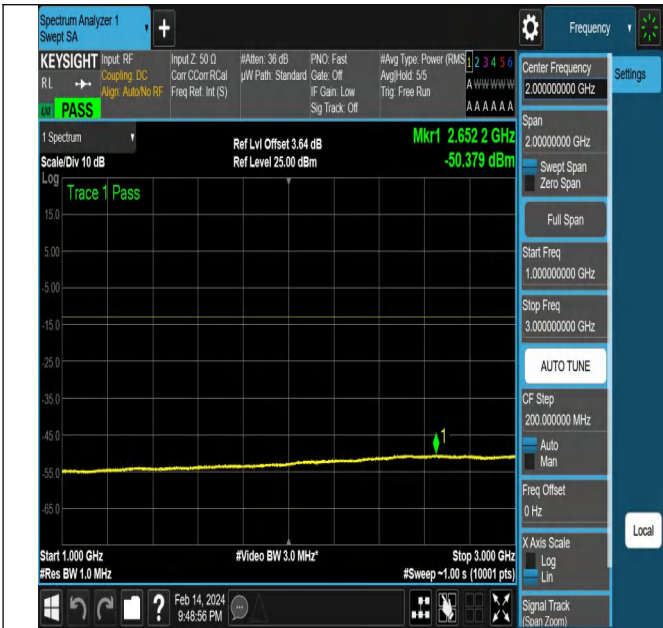 Spectrum Analyzer 1
Swept SA
+
Frequency
KEYSIGHT
RL
PASS
Input: RF
Coupling: DC
Align: Auto/No RF
Input Z: 50 Ω
Corr CCorr RCal
Freq Ref: Int (S)
#Atten: 36 dB
µW Path: Standard
PNO: Fast
Gate: Off
IF Gain: Low
Sig Track: Off
#Avg Type: Power (RMS
Avg|Hold: 5/5
Trig: Free Run
1 2 3 4 5 6
A W W W W W
A A A A A A
1 Spectrum
Scale/Div 10 dB
Log
Ref Lvl Offset 3.64 dB
Ref Level 25.00 dBm
Mkr1 2.652 2 GHz
-50.379 dBm
Trace 1 Pass
15.0
5.00
-5.00
-15.0
-25.0
-35.0
-45.0
-55.0
-65.0
1
Start 1.000 GHz
#Res BW 1.0 MHz
#Video BW 3.0 MHz*
Stop 3.000 GHz
#Sweep ~1.00 s (10001 pts)
?
Feb 14, 2024
9:48:56 PM
Center Frequency
2.000000000 GHz
Settings
Span
2.00000000 GHz
Swept Span
Zero Span
Full Span
Start Freq
1.000000000 GHz
Stop Freq
3.000000000 GHz
AUTO TUNE
CF Step
200.000000 MHz
Auto
Man
Freq Offset
0 Hz
Local
X Axis Scale
Log
Lin
Signal Track
(Span Zoom)